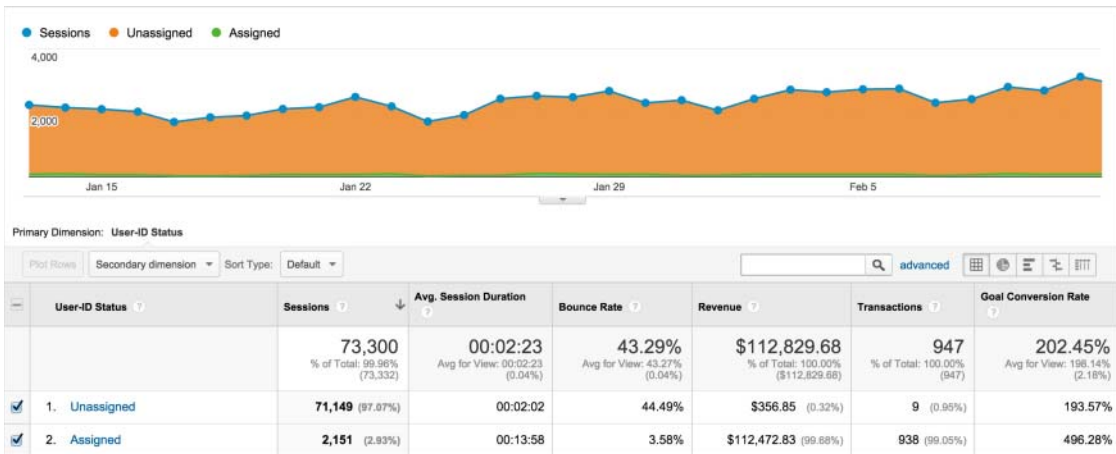 Sessions Unassigned Assigned
4,000
2,000
Jan 15 Jan 22 Jan 29 Feb 5
Primary Dimension: User-ID Status
Plot Rows Secondary dimension Sort Type: Default advanced
User-ID Status ? Sessions ? Avg. Session Duration ? Bounce Rate ? Revenue ? Transactions ? Goal Conversion Rate ?
73,300 00:02:23 43.29% $112,829.68 947 202.45%
% of Total: 99.96% Avg for View: 00:02:23 Avg for View: 43.27% % of Total: 100.00% % of Total: 100.00% Avg for View: 198.14%
(73,332) (0.04%) (0.04%) ($112,829.68) (947) (2.18%)
1. Unassigned 71,149 (97.07%) 00:02:02 44.49% $356.85 (0.32%) 9 (0.95%) 193.57%
2. Assigned 2,151 (2.93%) 00:13:58 3.58% $112,472.83 (99.68%) 938 (99.05%) 496.28%